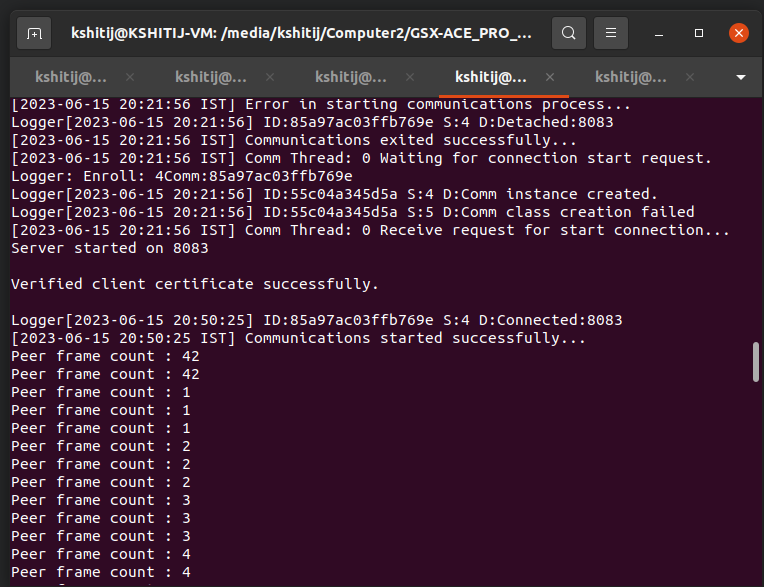 kshitij@KSHITIJ-VM: /media/kshitij/Computer2/GSX-ACE_PRO_...
kshitij@... kshitij@... kshitij@... kshitij@... kshitij@...
[2023-06-15 20:21:56 IST] Error in starting communications process...
Logger[2023-06-15 20:21:56] ID:85a97ac03ffb769e S:4 D:Detached:8083
[2023-06-15 20:21:56 IST] Communications exited successfully...
[2023-06-15 20:21:56 IST] Comm Thread: 0 Waiting for connection start request.
Logger: Enroll: 4Comm:85a97ac03ffb769e
Logger[2023-06-15 20:21:56] ID:55c04a345d5a S:4 D:Comm instance created.
Logger[2023-06-15 20:21:56] ID:55c04a345d5a S:5 D:Comm class creation failed
[2023-06-15 20:21:56 IST] Comm Thread: 0 Receive request for start connection...
Server started on 8083
Verified client certificate successfully.
Logger[2023-06-15 20:50:25] ID:85a97ac03ffb769e S:4 D:Connected:8083
[2023-06-15 20:50:25 IST] Communications started successfully...
Peer frame count : 42
Peer frame count : 42
Peer frame count : 1
Peer frame count : 1
Peer frame count : 1
Peer frame count : 2
Peer frame count : 2
Peer frame count : 2
Peer frame count : 3
Peer frame count : 3
Peer frame count : 3
Peer frame count : 4
Peer frame count : 4